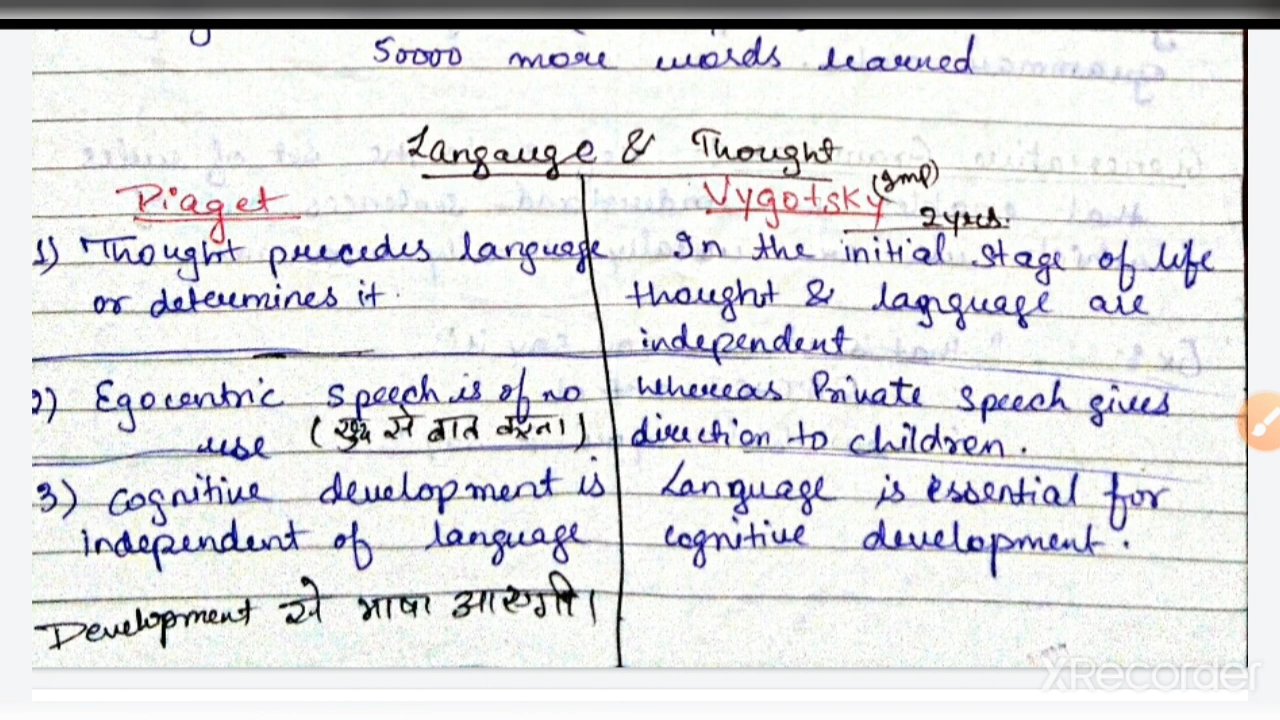 50000 more words learned
Langauge & Thought
Piaget
Vygotsky (Imp)
2 yrs.
1) Thought precedes language
or determines it.
In the initial stage of life
thought & language are
independent
2) Egocentric speech is of no
use (खुद से बात करना।)
whereas Private speech gives
direction to children.
3) Cognitive development is
independent of language
Language is essential for
cognitive development.
Development से भाषा आएगी।
XRecorder